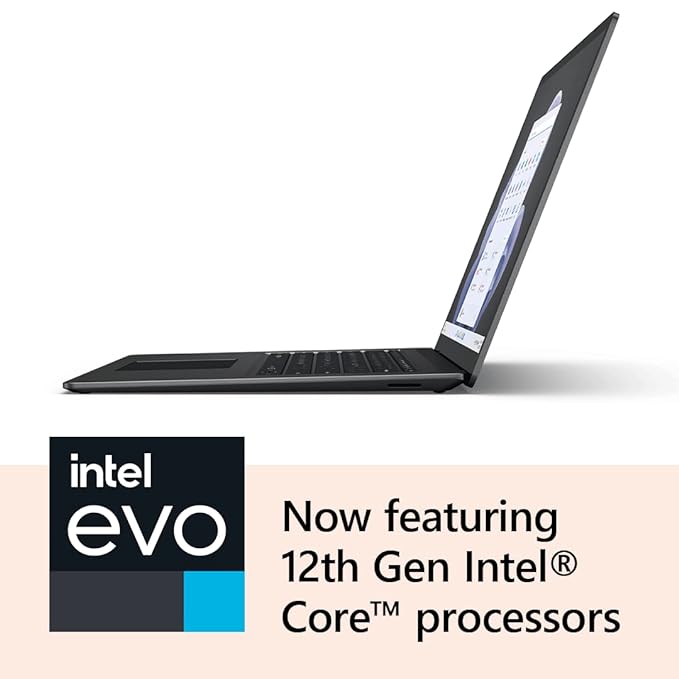 intel
evo
Now featuring
12th Gen Intel®
Core™ processors